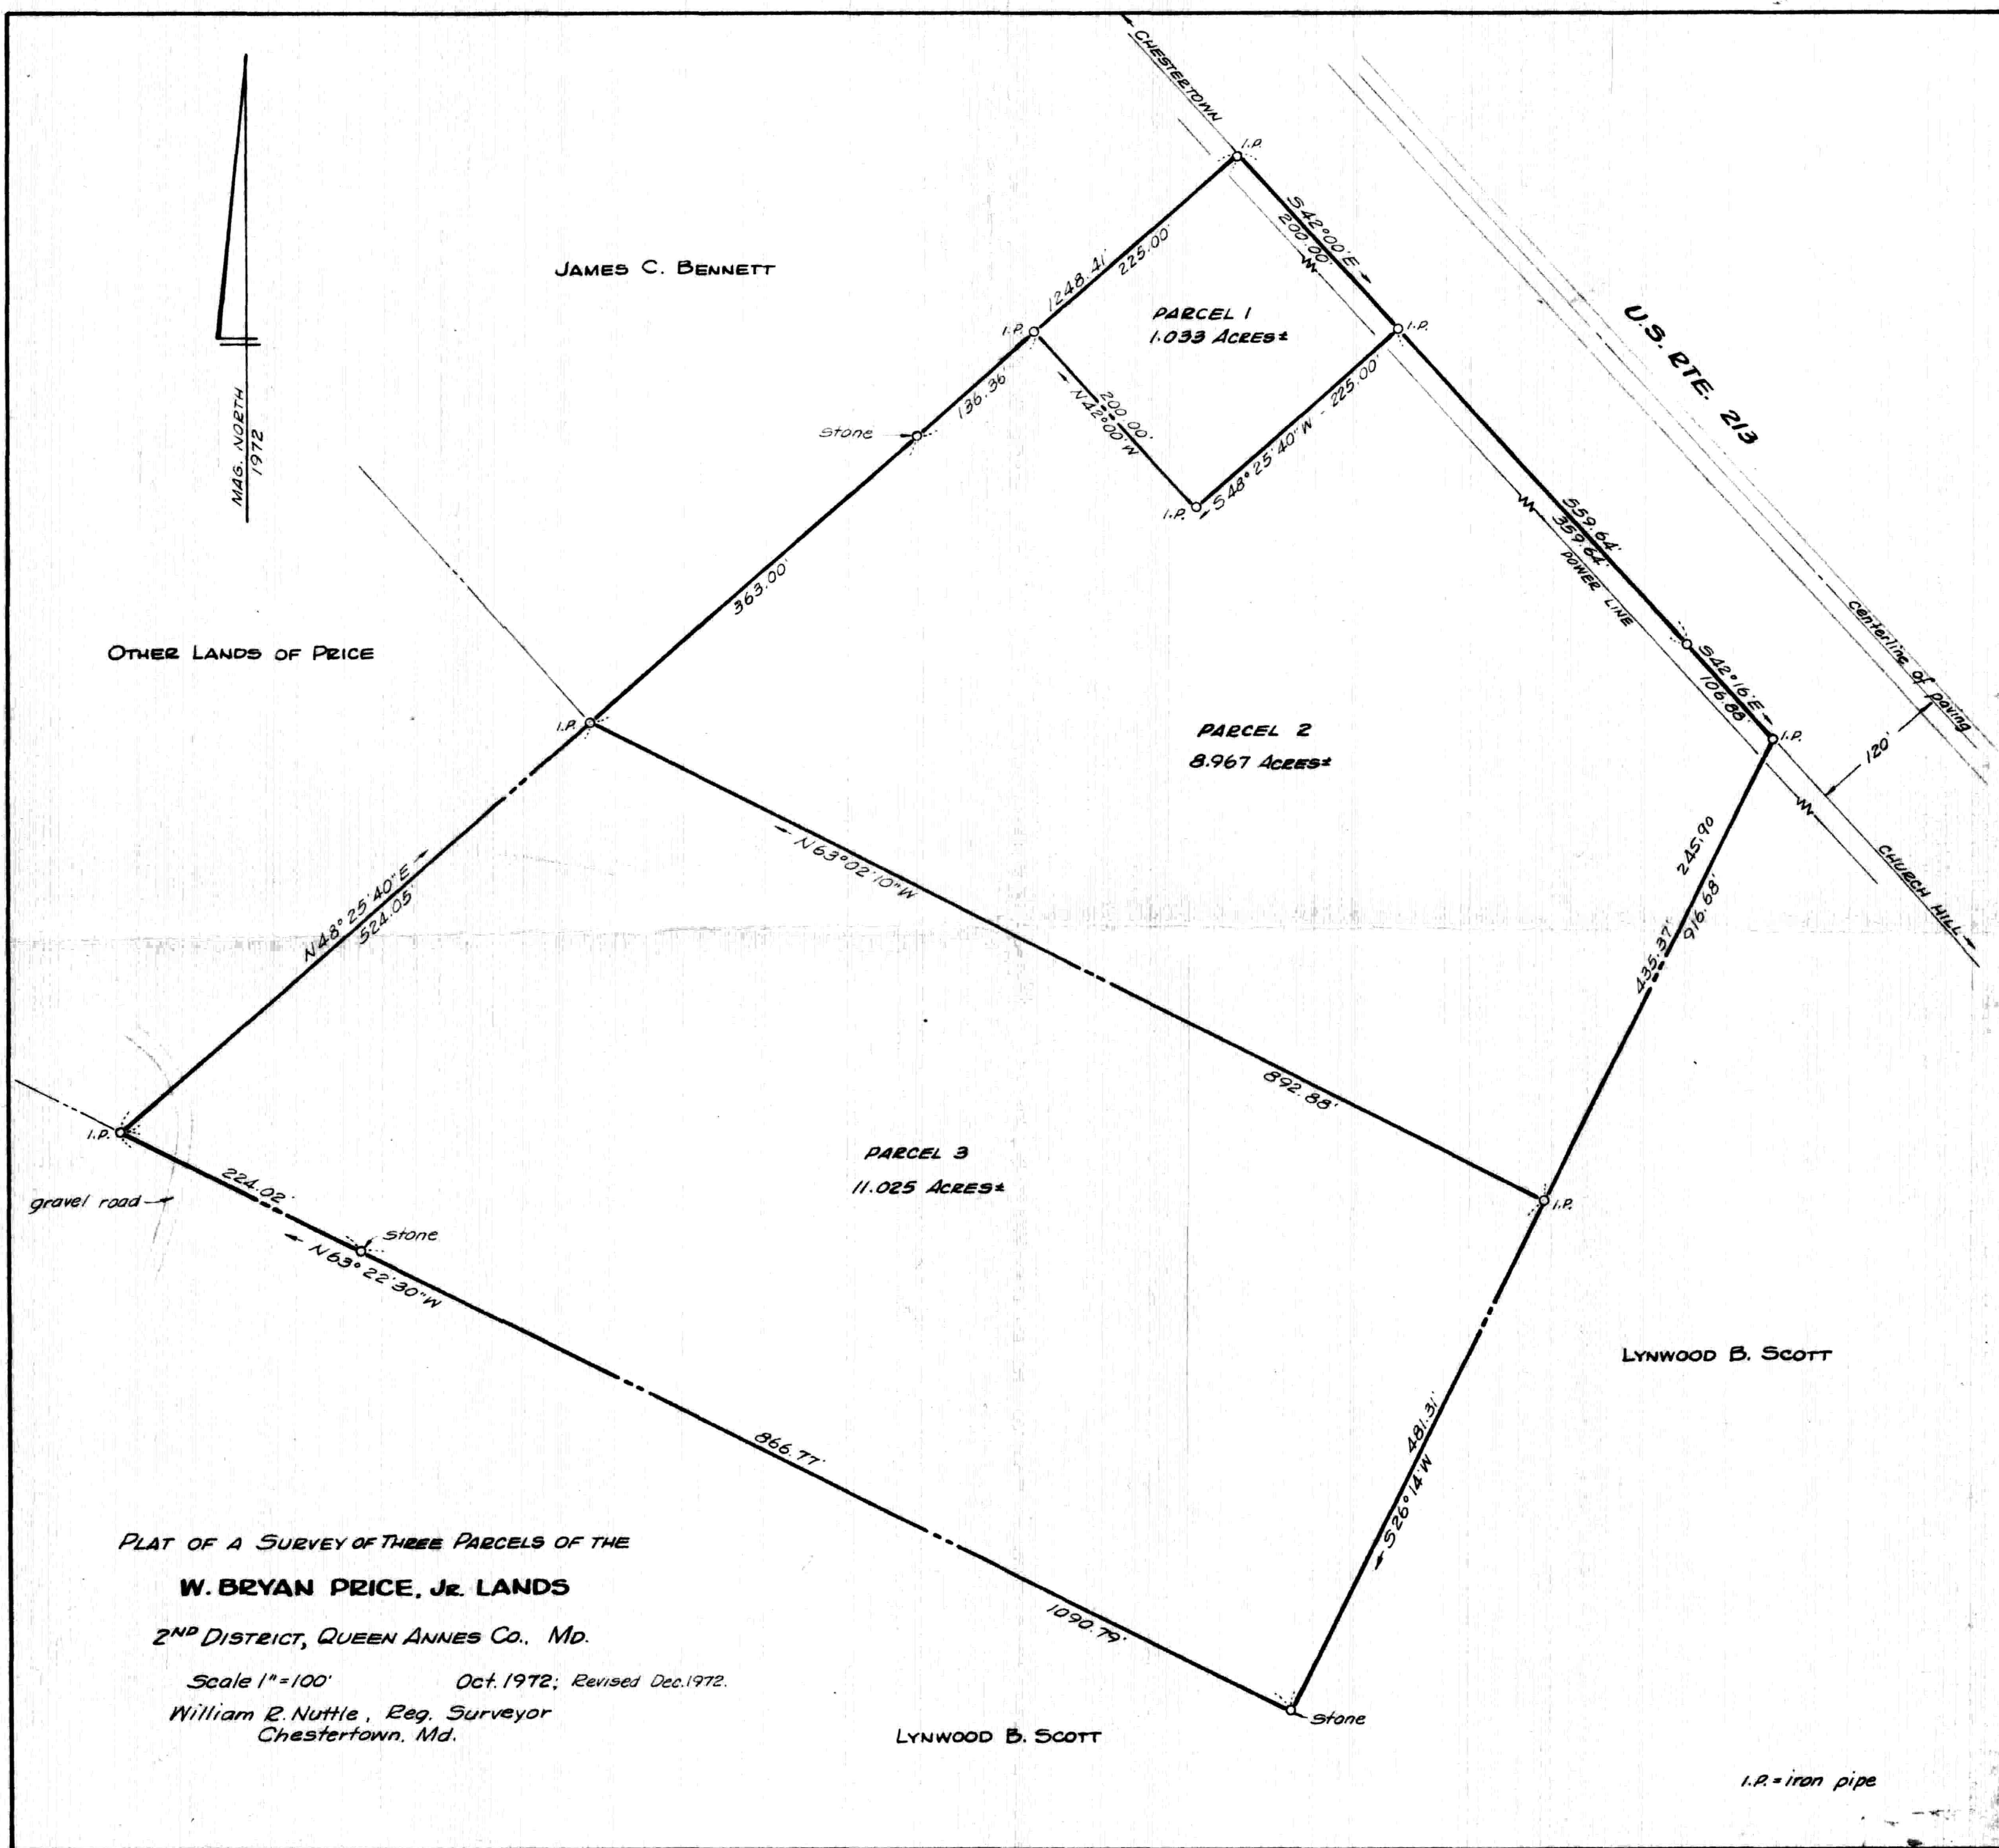 CHESTERTOWN
I.P.
S 42°00' E
200.00'
JAMES C. BENNETT
1248.41'
225.00'
PARCEL 1
1.033 ACRES±
I.P.
I.P.
U.S. RTE. 213
136.36'
200.00'
N 42°00' W
S 48° 25' 40" W - 225.00'
I.P.
Stone
MAG. NORTH
1972
363.00'
559.64'
359.64'
POWER LINE
centerline of paving
OTHER LANDS OF PRICE
S 42°16' E
106.88'
I.P.
120'
I.P.
PARCEL 2
8.967 ACRES±
N 63°02'10" W
245.90
CHURCH HILL
N 48° 25' 40" E
524.05'
435.37'
916.68'
892.88'
I.P.
PARCEL 3
11.025 ACRES±
I.P.
224.02'
gravel road
Stone
N 63° 22' 30" W
LYNWOOD B. SCOTT
481.31'
S 26° 14' W
866.77'
1090.79'
Stone
PLAT OF A SURVEY OF THREE PARCELS OF THE
W. BRYAN PRICE, JR. LANDS
2ND DISTRICT, QUEEN ANNES CO., MD.
Scale 1"=100' Oct. 1972; Revised Dec. 1972.
William R. Nuttle, Reg. Surveyor
Chestertown, Md.
LYNWOOD B. SCOTT
I.P. = iron pipe